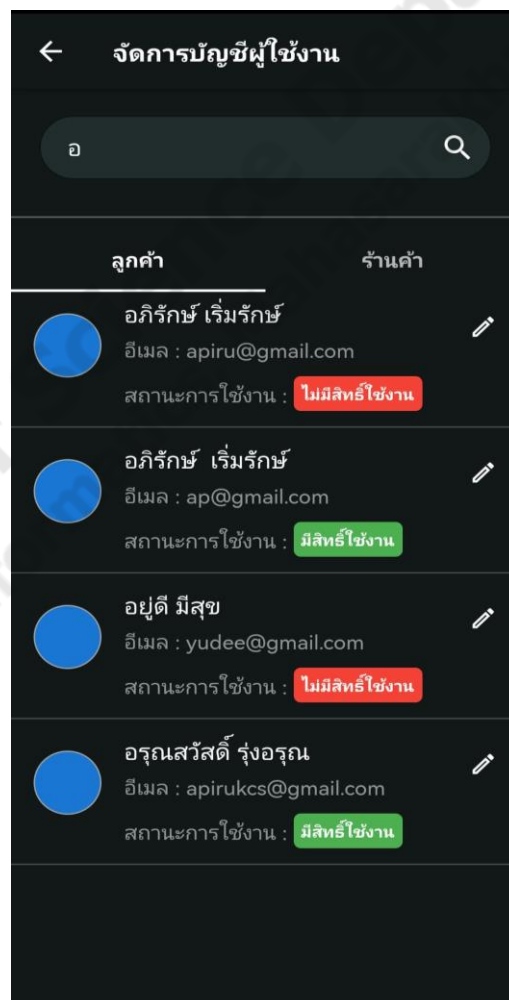 จัดการบัญชีผู้ใช้งาน
อ
ลูกค้า
ร้านค้า
อภิรักษ์ เริ่มรักษ์
อีเมล : apiru@gmail.com
สถานะการใช้งาน : ไม่มีสิทธิ์ใช้งาน
อภิรักษ์ เริ่มรักษ์
อีเมล : ap@gmail.com
สถานะการใช้งาน : มีสิทธิ์ใช้งาน
อยู่ดี มีสุข
อีเมล : yudee@gmail.com
สถานะการใช้งาน : ไม่มีสิทธิ์ใช้งาน
อรุณสวัสดิ์ รุ่งอรุณ
อีเมล : apirukcs@gmail.com
สถานะการใช้งาน : มีสิทธิ์ใช้งาน